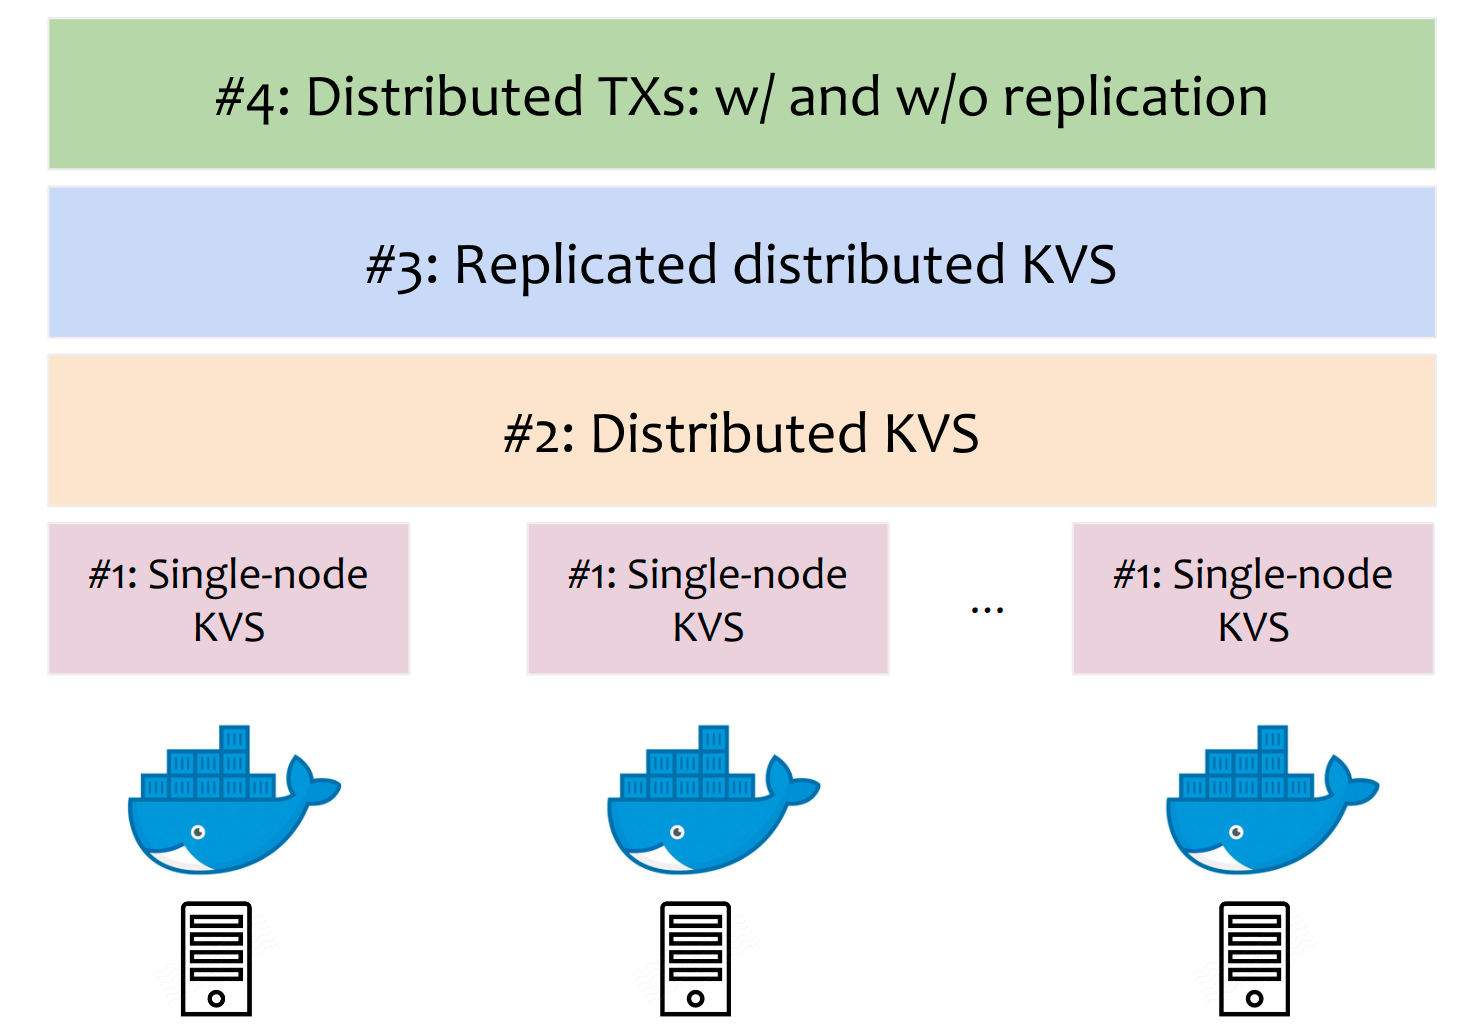 #4: Distributed TXs: w/ and w/o replication
#3: Replicated distributed KVS
#2: Distributed KVS
#1: Single-node
KVS
#1: Single-node
KVS
...
#1: Single-node
KVS